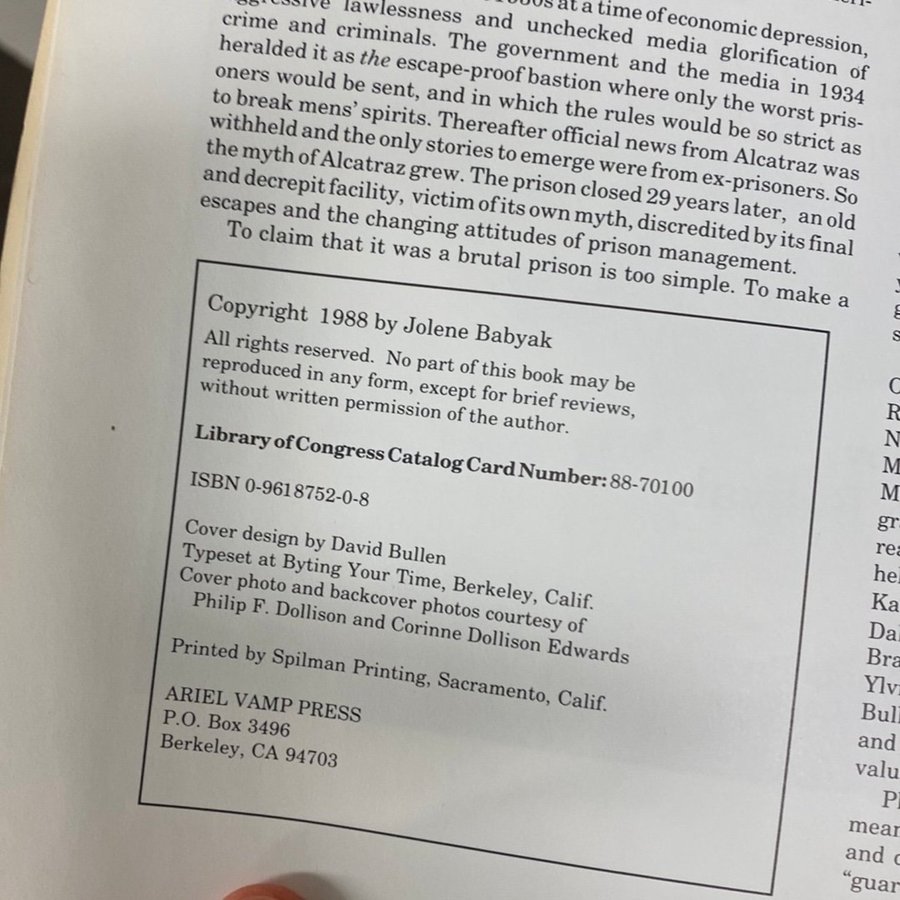 at a time of economic depression,
lawlessness and unchecked media glorification of
crime and criminals. The government and the media in 1934
heralded it as the escape-proof bastion where only the worst pris-
oners would be sent, and in which the rules would be so strict as
to break mens' spirits. Thereafter official news from Alcatraz was
withheld and the only stories to emerge were from ex-prisoners. So
the myth of Alcatraz grew. The prison closed 29 years later, an old
and decrepit facility, victim of its own myth, discredited by its final
escapes and the changing attitudes of prison management.
To claim that it was a brutal prison is too simple. To make a
Copyright 1988 by Jolene Babyak
All rights reserved. No part of this book may be
reproduced in any form, except for brief reviews,
without written permission of the author.
Library of Congress Catalog Card Number: 88-70100
ISBN 0-9618752-0-8
Cover design by David Bullen
Typeset at Byting Your Time, Berkeley, Calif.
Cover photo and backcover photos courtesy of
Philip F. Dollison and Corinne Dollison Edwards
Printed by Spilman Printing, Sacramento, Calif.
ARIEL VAMP PRESS
P.O. Box 3496
Berkeley, CA 94703
and
"guar